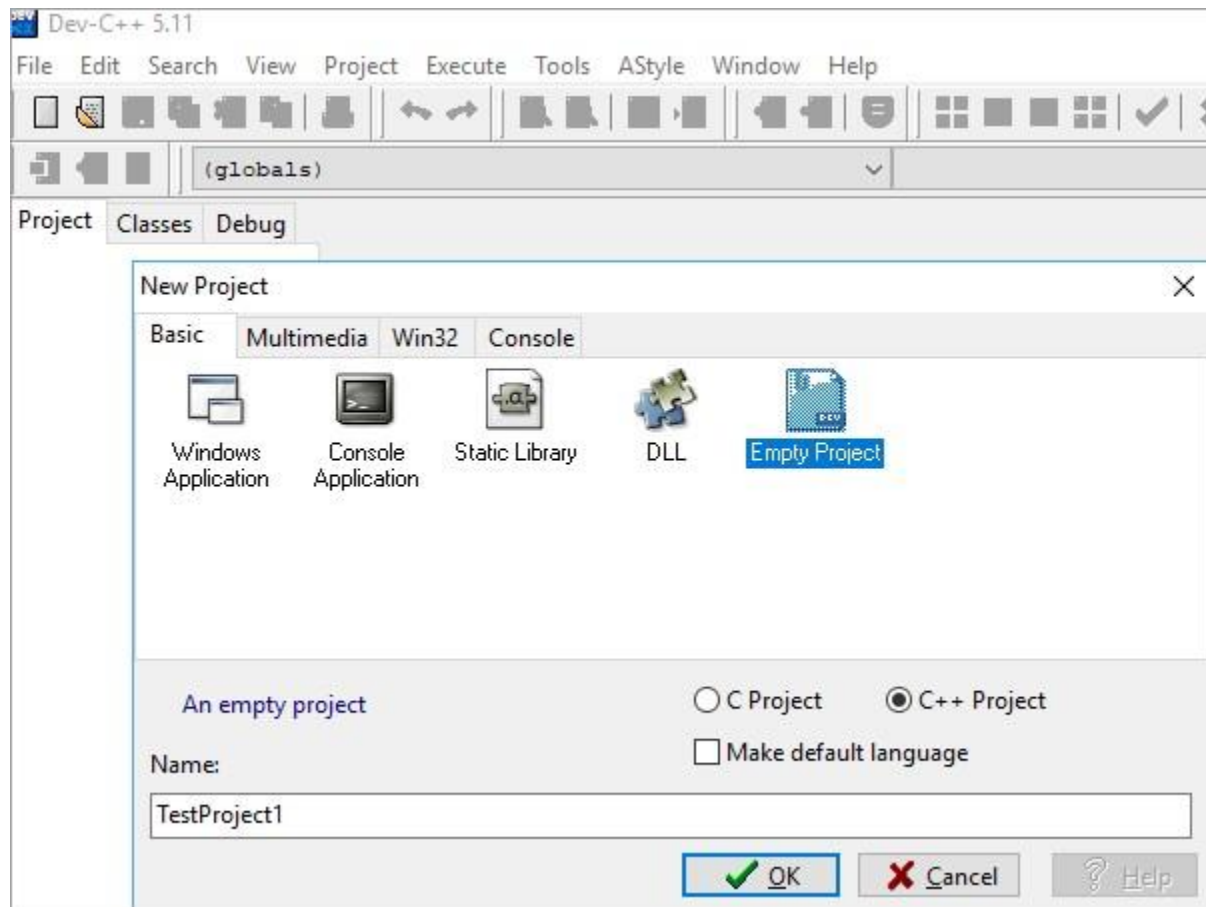 Dev-C++ 5.11
File Edit Search View Project Execute Tools AStyle Window Help
(globals)
Project Classes Debug
New Project
Basic Multimedia Win32 Console
Windows Application
Console Application
Static Library
DLL
Empty Project
An empty project
C Project C++ Project
Make default language
Name:
TestProject1
OK Cancel Help